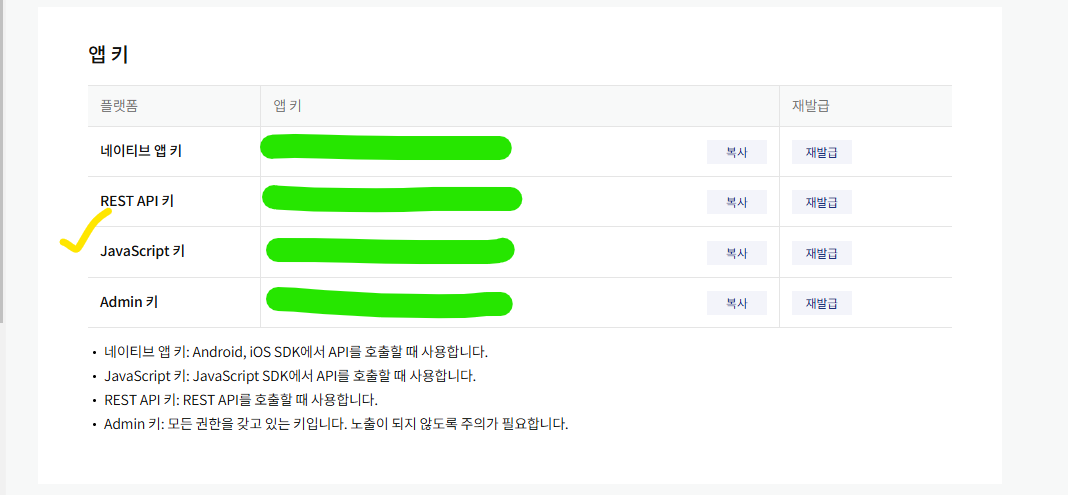 앱 키
플랫폼 앱 키 재발급
네이티브 앱 키 복사 재발급
REST API 키 복사 재발급
JavaScript 키 복사 재발급
Admin 키 복사 재발급
• 네이티브 앱 키: Android, iOS SDK에서 API를 호출할 때 사용합니다.
• JavaScript 키: JavaScript SDK에서 API를 호출할 때 사용합니다.
• REST API 키: REST API를 호출할 때 사용합니다.
• Admin 키: 모든 권한을 갖고 있는 키입니다. 노출이 되지 않도록 주의가 필요합니다.